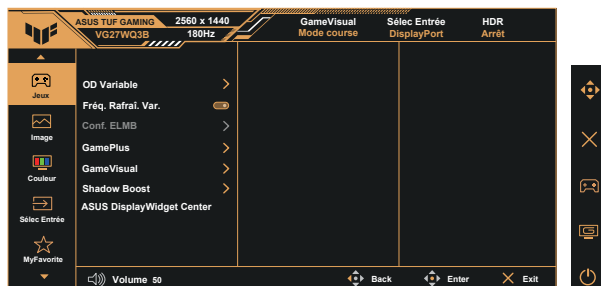 ASUS TUF GAMING 2560 x 1440 GameVisual Sélec Entrée HDR
VG27WQ3B 180Hz Mode course DisplayPort Arrêt
Jeux
Image
Couleur
Sélec Entrée
MyFavorite
OD Variable
Fréq. Rafraî. Var.
Conf. ELMB
GamePlus
GameVisual
Shadow Boost
ASUS DisplayWidget Center
Volume 50 Back Enter Exit